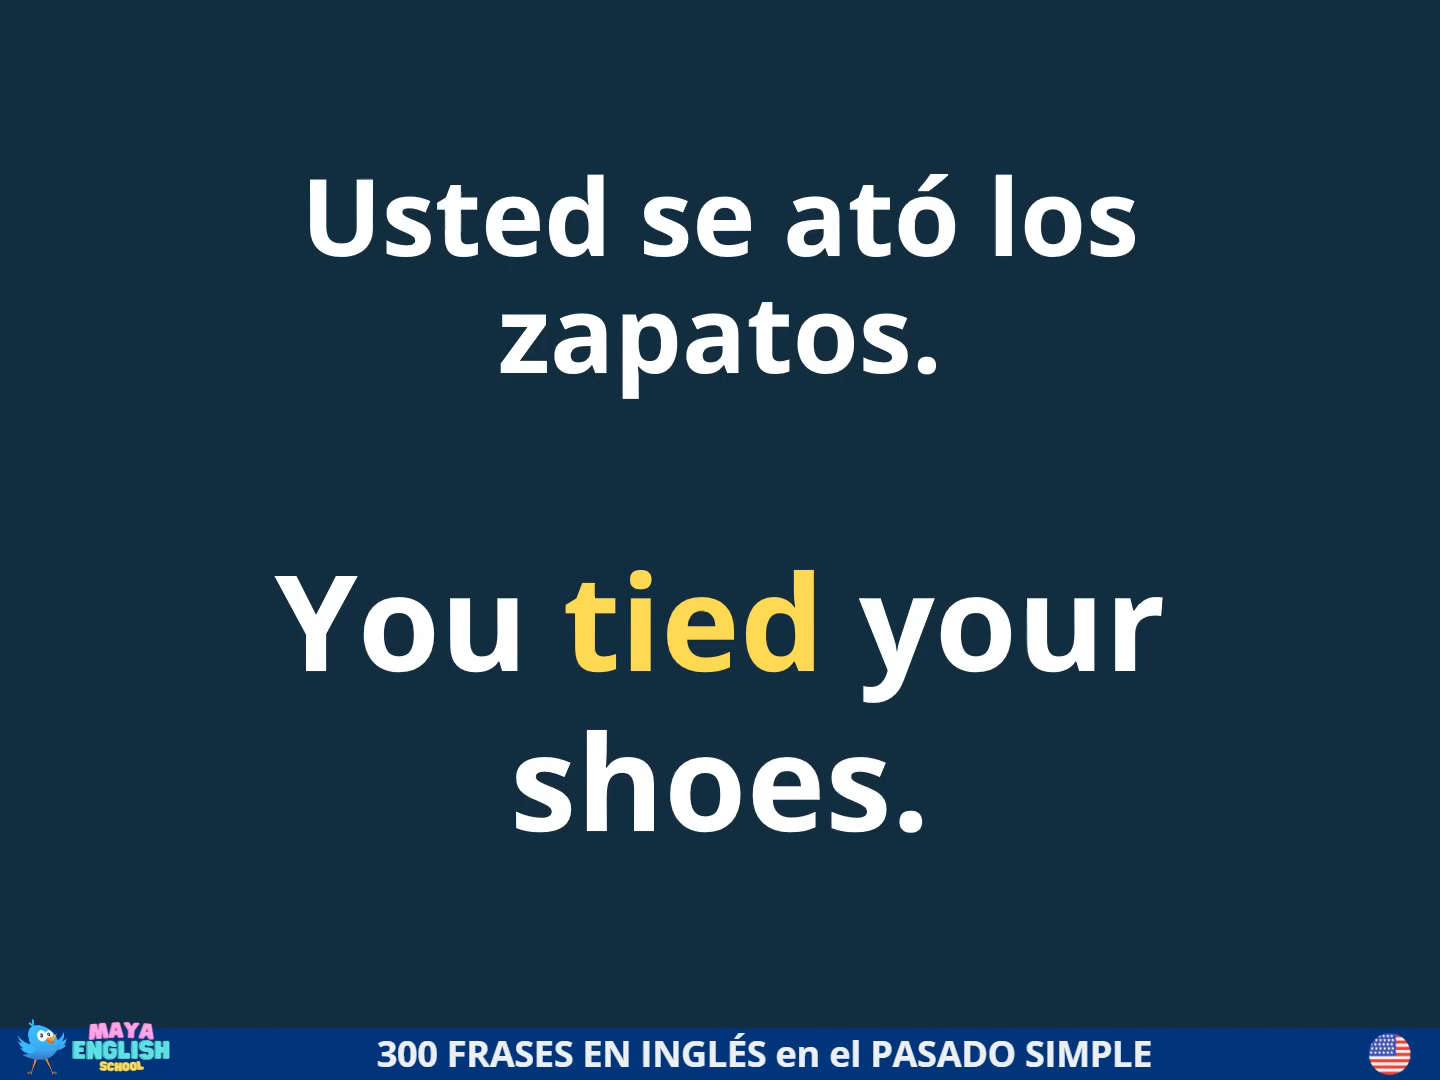 Usted se ató los
zapatos.
You tied your
shoes.
MAYA
ENGLISH
SCHOOL
300 FRASES EN INGLÉS en el PASADO SIMPLE